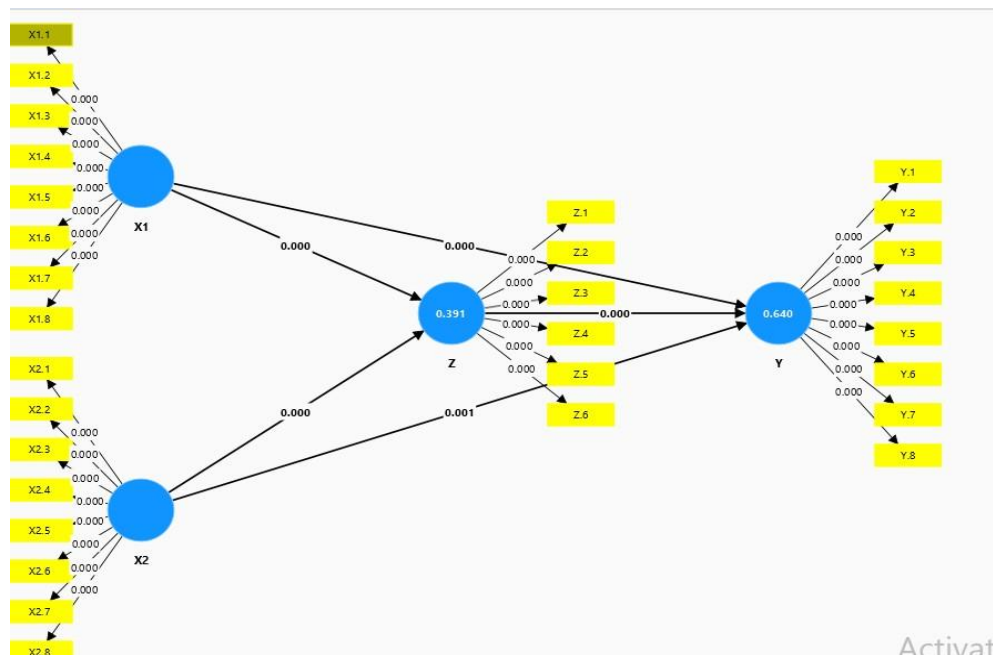 X1.1
X1.2
X1.3
X1.4
X1.5
X1.6
X1.7
X1.8
0.000
0.000
0.000
0.000
0.000
0.000
0.000
0.000
X1
0.000
0.000
X2.1
X2.2
X2.3
X2.4
X2.5
X2.6
X2.7
X2.8
0.000
0.000
0.000
0.000
0.000
0.000
0.000
0.000
X2
0.000
0.001
0.391
Z
0.000
0.000
0.000
0.000
0.000
0.000
Z.1
Z.2
Z.3
Z.4
Z.5
Z.6
0.000
0.640
Y
0.000
0.000
0.000
0.000
0.000
0.000
0.000
0.000
Y.1
Y.2
Y.3
Y.4
Y.5
Y.6
Y.7
Y.8
Activat